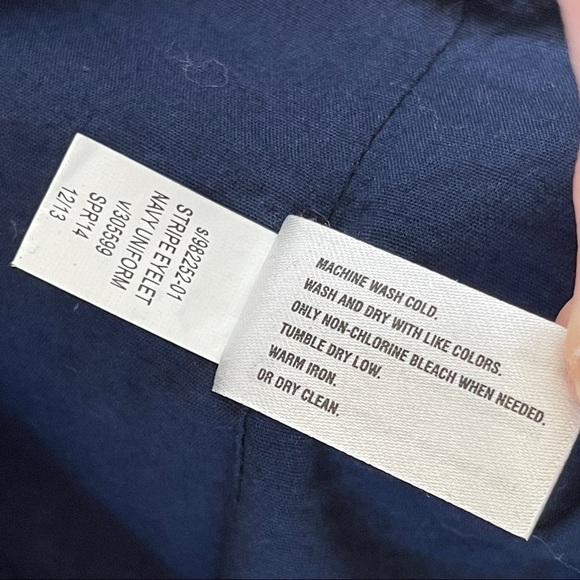 s/982252-01
STRIPE EYELET
NAVY UNIFORM
V/305599
SPR14
12/13
MACHINE WASH COLD.
WASH AND DRY WITH LIKE COLORS.
ONLY NON-CHLORINE BLEACH WHEN NEEDED.
TUMBLE DRY LOW.
WARM IRON.
OR DRY CLEAN.